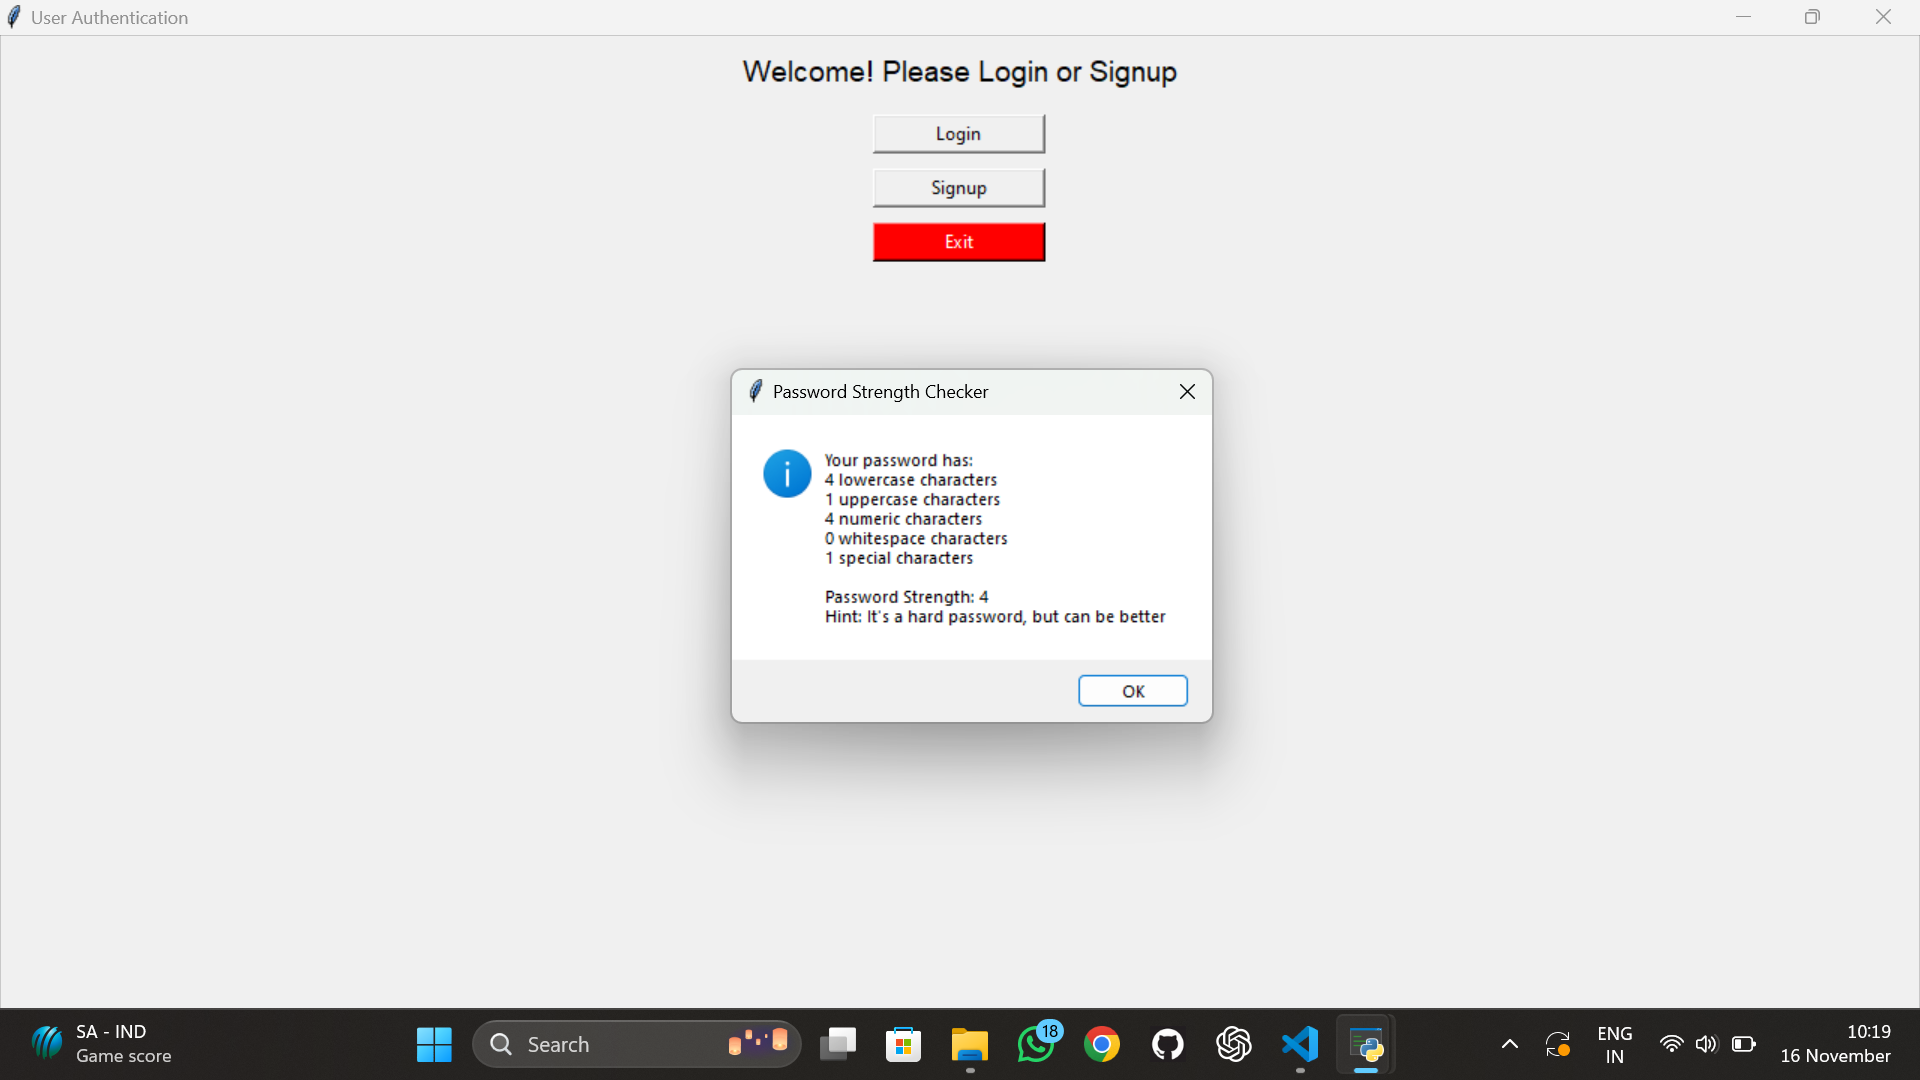 User Authentication
Welcome! Please Login or Signup
Login
Signup
Exit
Password Strength Checker
Your password has:
4 lowercase characters
1 uppercase characters
4 numeric characters
0 whitespace characters
1 special characters
Password Strength: 4
Hint: It's a hard password, but can be better
OK
SA - IND
Game score
Search
18
ENG
IN
10:19
16 November